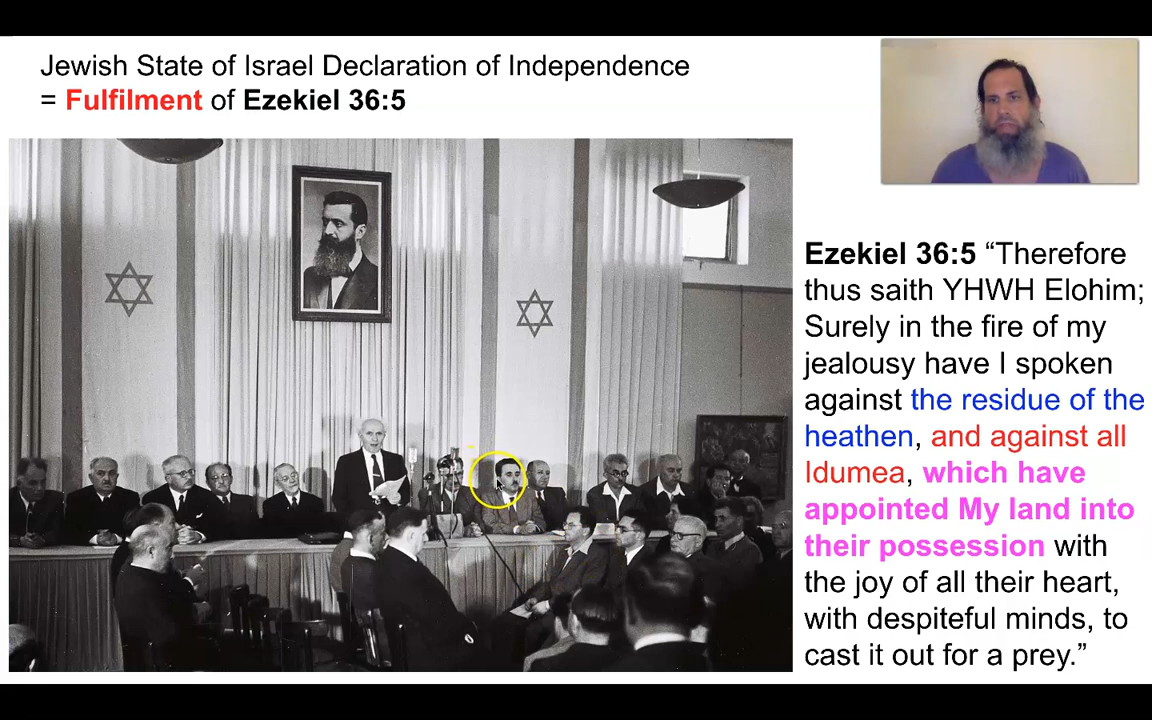 Jewish State of Israel Declaration of Independence
= Fulfilment of Ezekiel 36:5
Ezekiel 36:5 “Therefore
thus saith YHWH Elohim;
Surely in the fire of my
jealousy have I spoken
against the residue of the
heathen, and against all
Idumea, which have
appointed My land into
their possession with
the joy of all their heart,
with despiteful minds, to
cast it out for a prey.”